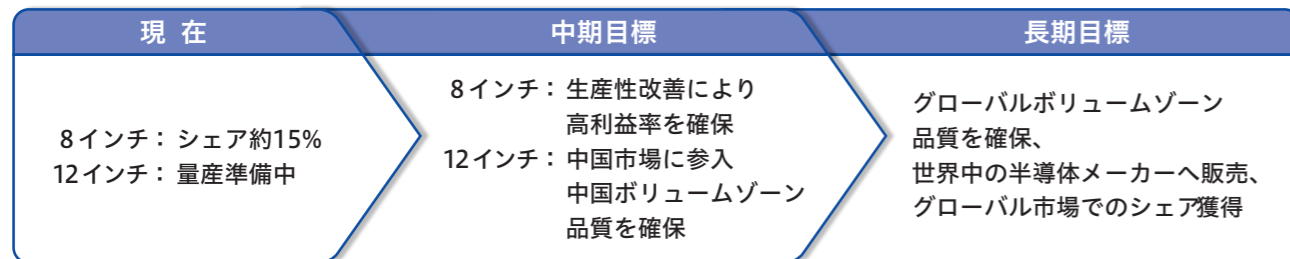 現 在
8インチ： シェア約15%
12インチ： 量産準備中
中期目標
8インチ： 生産性改善により
高利益率を確保
12インチ： 中国市場に参入
中国ボリュームゾーン
品質を確保
長期目標
グローバルボリュームゾーン
品質を確保、
世界中の半導体メーカーへ販売、
グローバル市場でのシェア獲得